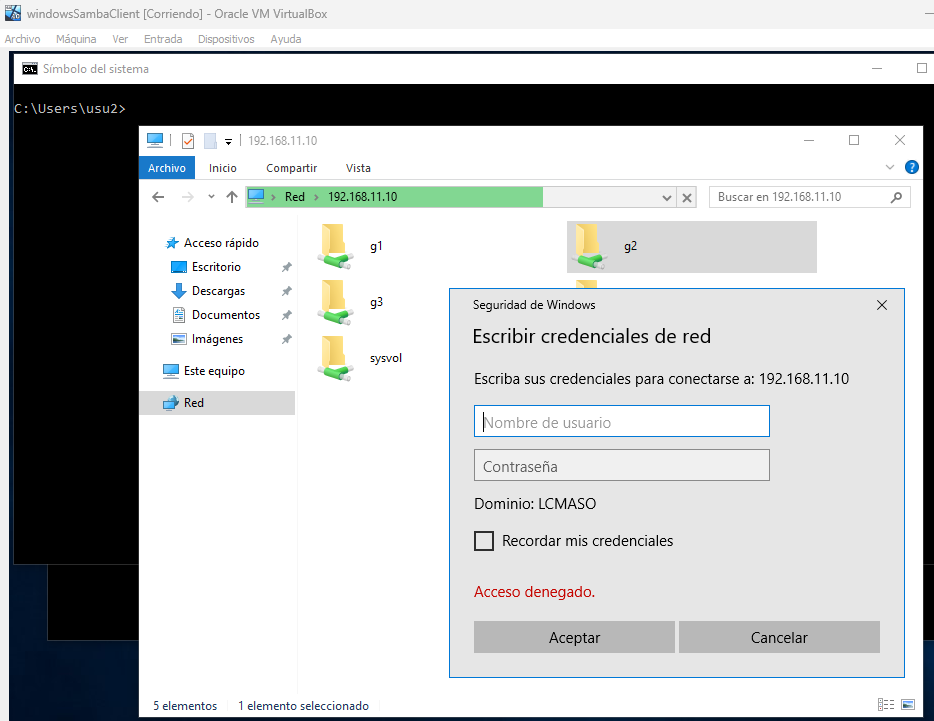 windowsSambaClient [Corriendo] - Oracle VM VirtualBox
Archivo Máquina Ver Entrada Dispositivos Ayuda
Símbolo del sistema
C:\Users\usu2>
192.168.11.10
Archivo Inicio Compartir Vista
Red 192.168.11.10 Buscar en 192.168.11.10
Acceso rápido
Escritorio
Descargas
Documentos
Imágenes
Este equipo
Red
g1
g2
g3
sysvol
Seguridad de Windows
Escribir credenciales de red
Escriba sus credenciales para conectarse a: 192.168.11.10
Nombre de usuario
Contraseña
Dominio: LCMASO
Recordar mis credenciales
Acceso denegado.
Aceptar Cancelar
5 elementos 1 elemento seleccionado